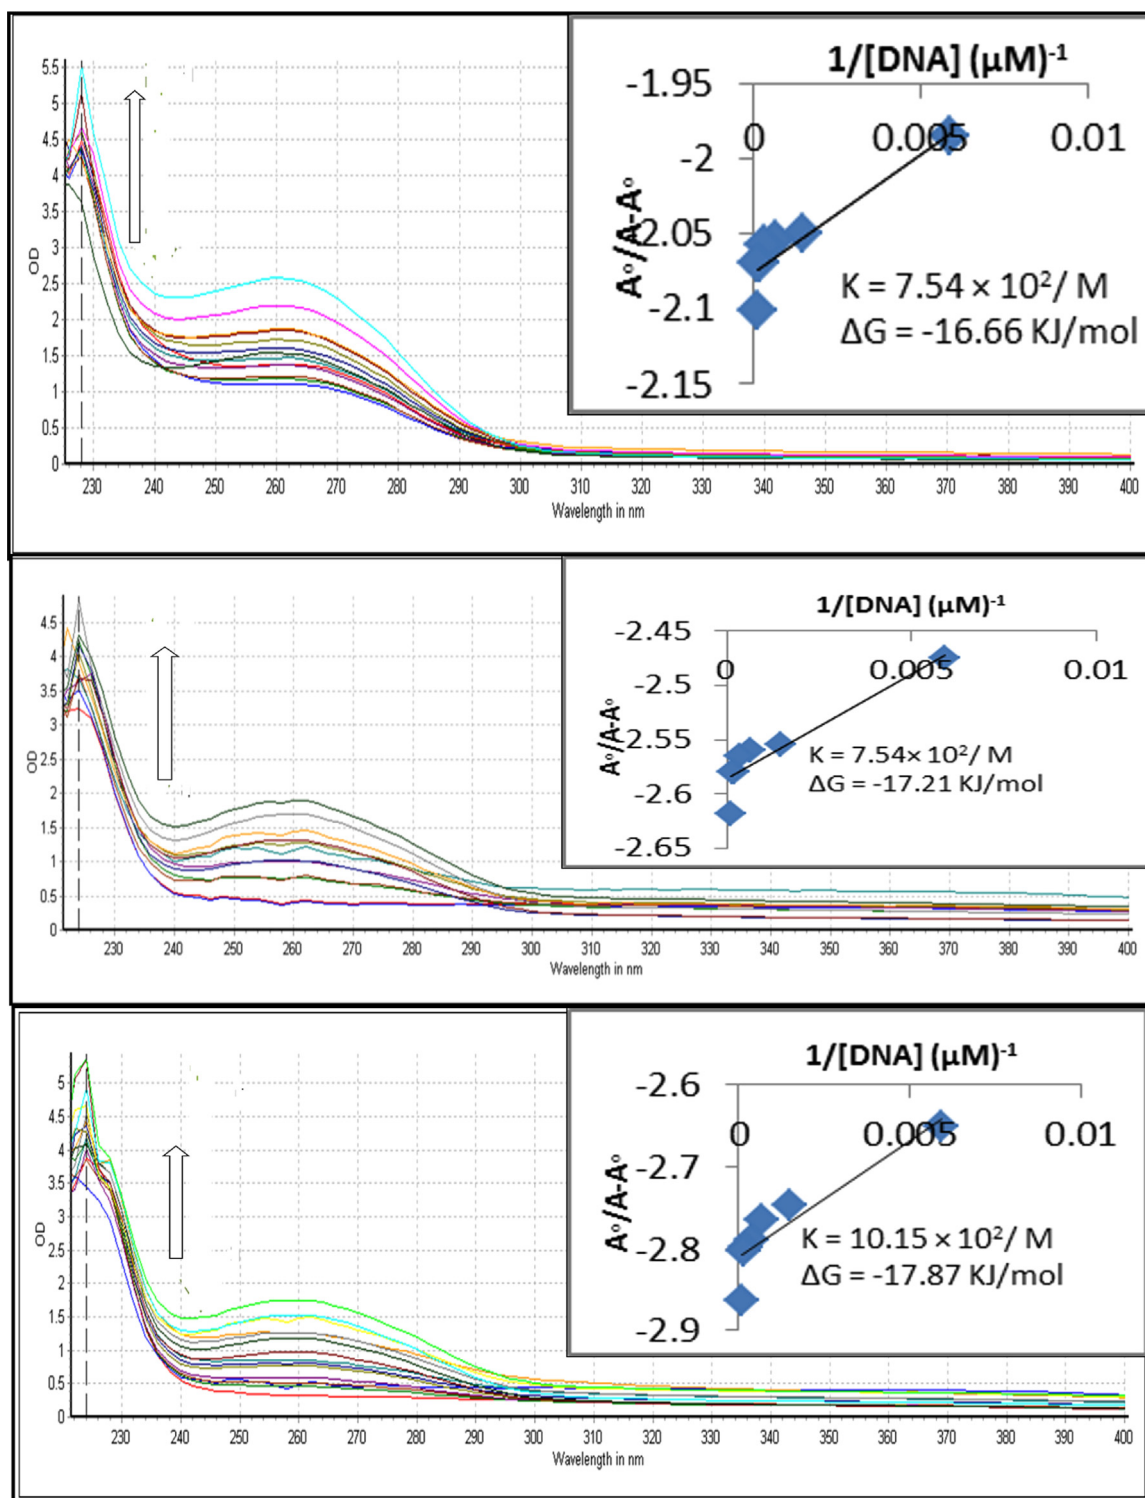 1/[DNA] (µM)-1
-1.95
0
0.005
0.01
-2
-2.05
-2.1
-2.15
A°/A-A°
K = 7.54 × 10²/ M
ΔG = -16.66 KJ/mol
5.5
5
4.5
4
3.5
3
2.5
2
1.5
1
0.5
0
OD
230 240 250 260 270 280 290 300 310 320 330 340 350 360 370 380 390 400
Wavelength in nm
1/[DNA] (µM)-1
-2.45
0
0.005
0.01
-2.5
-2.55
-2.6
-2.65
A°/A-A°
K = 7.54× 10²/ M
ΔG = -17.21 KJ/mol
4.5
4
3.5
3
2.5
2
1.5
1
0.5
0
OD
230 240 250 260 270 280 290 300 310 320 330 340 350 360 370 380 390 400
Wavelength in nm
1/[DNA] (µM)-1
-2.6
0
0.005
0.01
-2.7
-2.8
-2.9
A°/A-A°
K = 10.15 × 10²/ M
ΔG = -17.87 KJ/mol
5
4.5
4
3.5
3
2.5
2
1.5
1
0.5
0
OD
230 240 250 260 270 280 290 300 310 320 330 340 350 360 370 380 390 400
Wavelength in nm